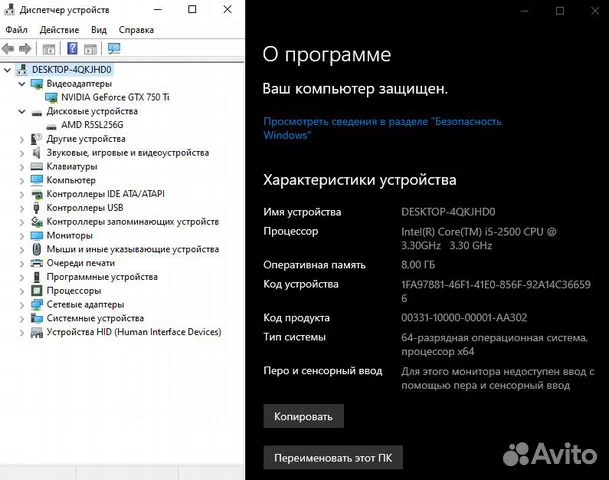 Диспетчер устройств
Файл Действие Вид Справка
DESKTOP-4QKJHD0
Видеоадаптеры
NVIDIA GeForce GTX 750 Ti
Дисковые устройства
AMD R5SL256G
Другие устройства
Звуковые, игровые и видеоустройства
Клавиатуры
Компьютер
Контроллеры IDE ATA/ATAPI
Контроллеры USB
Контроллеры запоминающих устройств
Мониторы
Мыши и иные указывающие устройства
Очереди печати
Программные устройства
Процессоры
Сетевые адаптеры
Системные устройства
Устройства HID (Human Interface Devices)
О программе
Ваш компьютер защищен.
Просмотреть сведения в разделе "Безопасность
Windows"
Характеристики устройства
Имя устройства DESKTOP-4QKJHD0
Процессор Intel(R) Core(TM) i5-2500 CPU @
3.30GHz 3.30 GHz
Оперативная память 8,00 ГБ
Код устройства 1FA97881-46F1-41E0-856F-92A14C36659
6
Код продукта 00331-10000-00001-AA302
Тип системы 64-разрядная операционная система,
процессор x64
Перо и сенсорный ввод Для этого монитора недоступен ввод с
помощью пера и сенсорный ввод
Копировать
Переименовать этот ПК
Avito